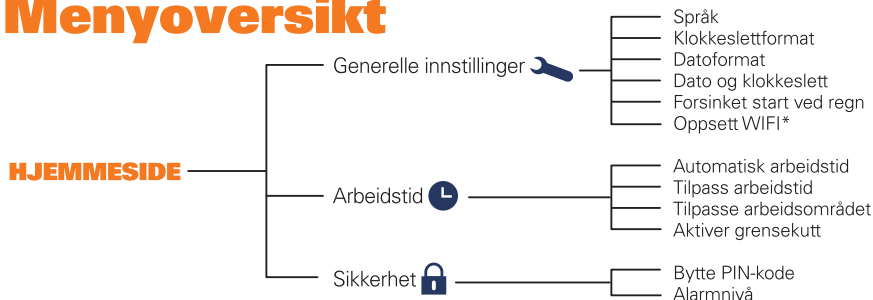 Menyoversikt
HJEMMESIDE
Generelle innstillinger
Språk
Klokkeslettformat
Datoformat
Dato og klokkeslett
Forsinket start ved regn
Oppsett WIFI*
Arbeidstid
Automatisk arbeidstid
Tilpass arbeidstid
Tilpasse arbeidsområdet
Aktiver grensekutt
Sikkerhet
Bytte PIN-kode
Alarmnivå